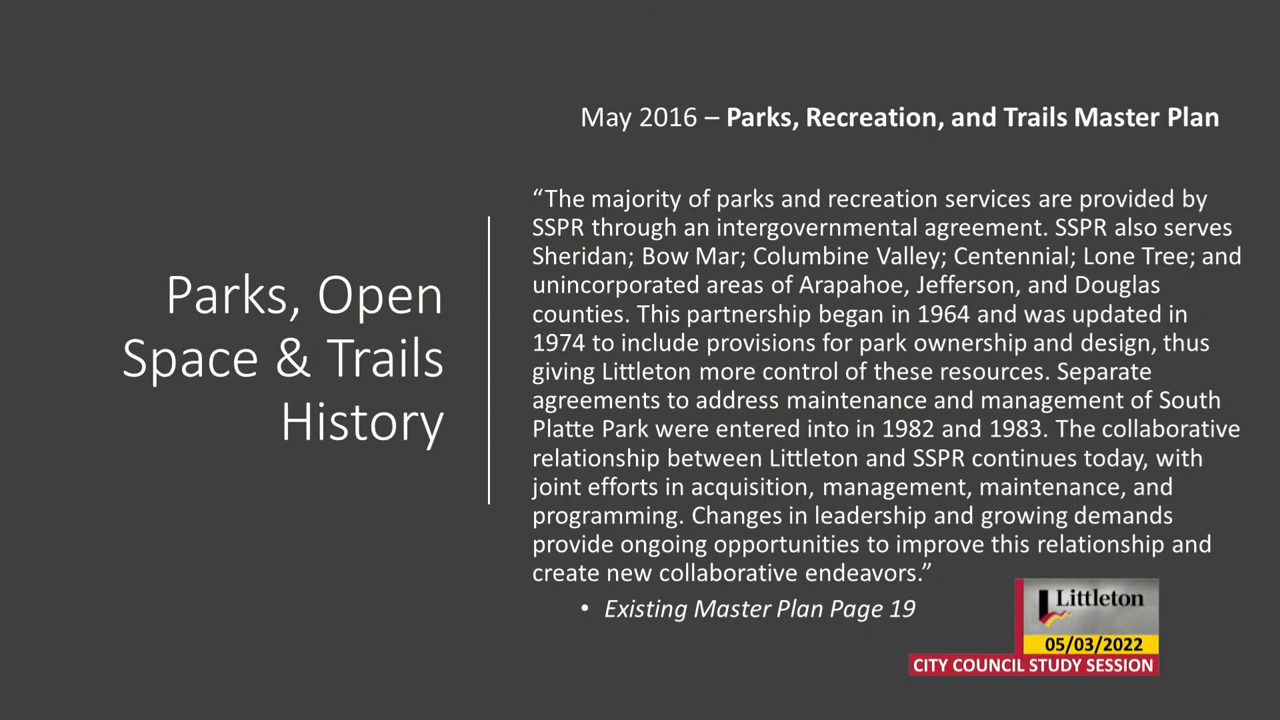 Parks, Open
Space & Trails
History
May 2016 – Parks, Recreation, and Trails Master Plan
“The majority of parks and recreation services are provided by
SSPR through an intergovernmental agreement. SSPR also serves
Sheridan; Bow Mar; Columbine Valley; Centennial; Lone Tree; and
unincorporated areas of Arapahoe, Jefferson, and Douglas
counties. This partnership began in 1964 and was updated in
1974 to include provisions for park ownership and design, thus
giving Littleton more control of these resources. Separate
agreements to address maintenance and management of South
Platte Park were entered into in 1982 and 1983. The collaborative
relationship between Littleton and SSPR continues today, with
joint efforts in acquisition, management, maintenance, and
programming. Changes in leadership and growing demands
provide ongoing opportunities to improve this relationship and
create new collaborative endeavors.”
• Existing Master Plan Page 19
Littleton
05/03/2022
CITY COUNCIL STUDY SESSION